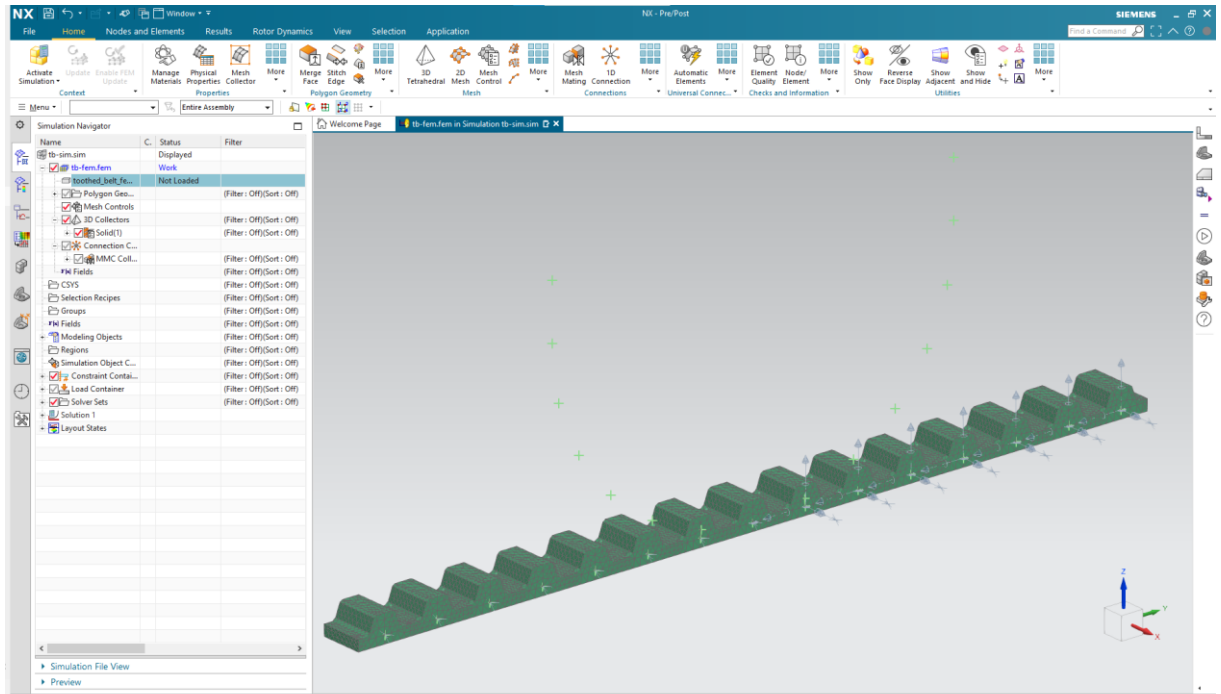 NX Window NX - Pre/Post SIEMENS
File Home Nodes and Elements Results Rotor Dynamics View Selection Application Find a Command
Activate Simulation Update Enable FEM Update Manage Materials Physical Properties Mesh Collector More Merge Face Stitch Edge More 3D Tetrahedral 2D Mesh Mesh Control More Mesh Mating 1D Connection More Automatic Elements More Element Quality Node/ Element More Show Only Reverse Face Display Show Adjacent Show and Hide More
Context Properties Polygon Geometry Mesh Connections Universal Connec... Checks and Information Utilities
Menu Entire Assembly
Simulation Navigator Welcome Page tb-fem.fem in Simulation tb-sim.sim
Name C. Status Filter
tb-sim.sim Displayed
tb-fem.fem Work
toothed_belt_fe... Not Loaded
Polygon Geo... (Filter : Off)(Sort : Off)
Mesh Controls
3D Collectors (Filter : Off)(Sort : Off)
Solid(1) (Filter : Off)(Sort : Off)
Connection C...
MMC Coll... (Filter : Off)(Sort : Off)
Fields (Filter : Off)(Sort : Off)
CSYS (Filter : Off)(Sort : Off)
Selection Recipes (Filter : Off)(Sort : Off)
Groups (Filter : Off)(Sort : Off)
Fields (Filter : Off)(Sort : Off)
Modeling Objects (Filter : Off)(Sort : Off)
Regions (Filter : Off)(Sort : Off)
Simulation Object C... (Filter : Off)(Sort : Off)
Constraint Contai... (Filter : Off)(Sort : Off)
Load Container (Filter : Off)(Sort : Off)
Solver Sets (Filter : Off)(Sort : Off)
Solution 1
Layout States
Z
Y
X
Simulation File View
Preview